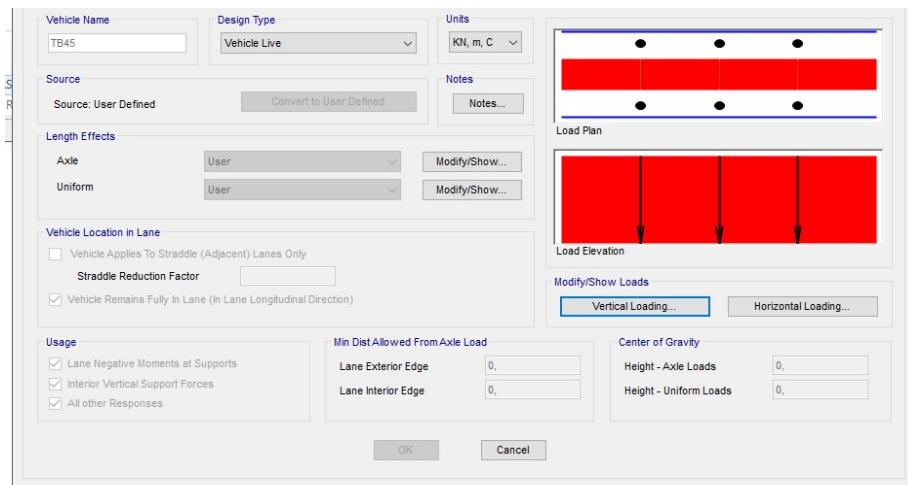 Vehicle Name
TB45
Design Type
Vehicle Live
Units
KN, m, C
Source
Source: User Defined
Convert to User Defined
Notes
Notes...
Load Plan
Length Effects
Axle
User
Modify/Show...
Uniform
User
Modify/Show...
Load Elevation
Vehicle Location in Lane
Vehicle Applies To Straddle (Adjacent) Lanes Only
Straddle Reduction Factor
Vehicle Remains Fully In Lane (In Lane Longitudinal Direction)
Modify/Show Loads
Vertical Loading...
Horizontal Loading...
Usage
Lane Negative Moments at Supports
Interior Vertical Support Forces
All other Responses
Min Dist Allowed From Axle Load
Lane Exterior Edge
0,
Lane Interior Edge
0,
Center of Gravity
Height - Axle Loads
0,
Height - Uniform Loads
0,
OK
Cancel